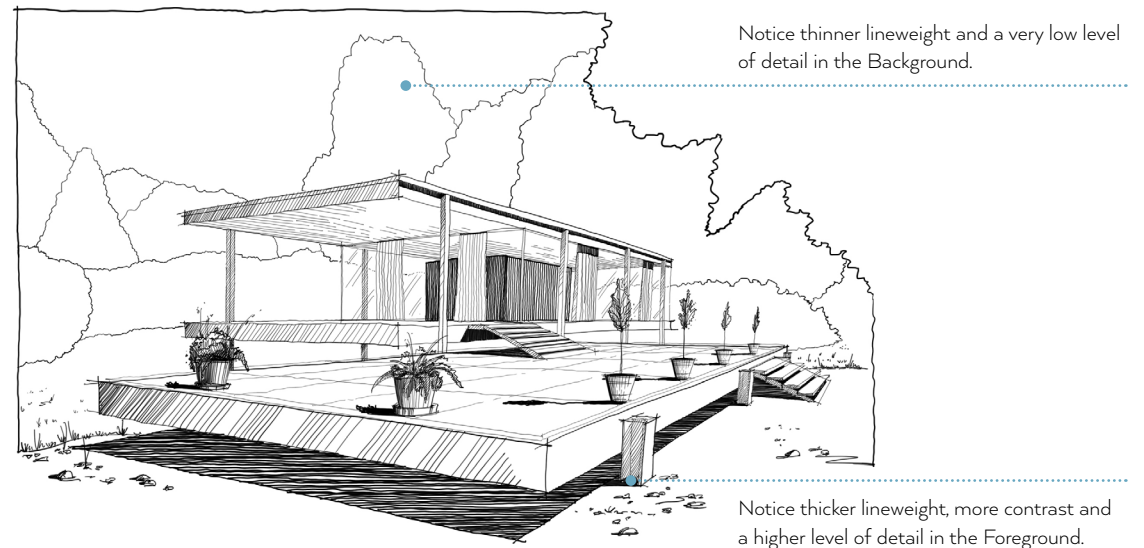 Notice thinner lineweight and a very low level
of detail in the Background.
Notice thicker lineweight, more contrast and
a higher level of detail in the Foreground.